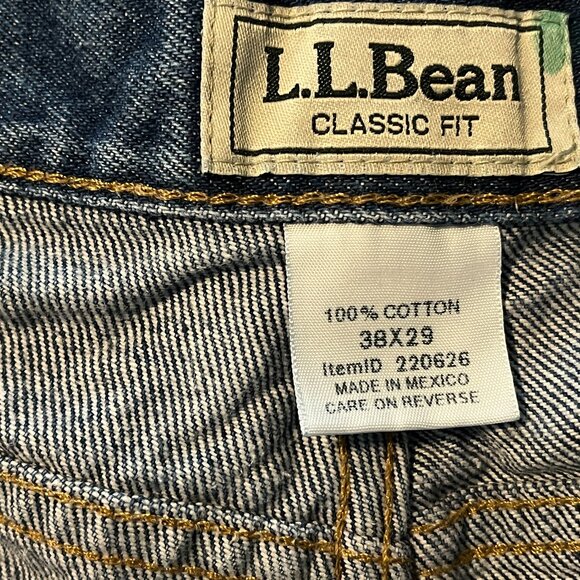 L.L.Bean
CLASSIC FIT
100% COTTON
38X29
ItemID 220626
MADE IN MEXICO
CARE ON REVERSE